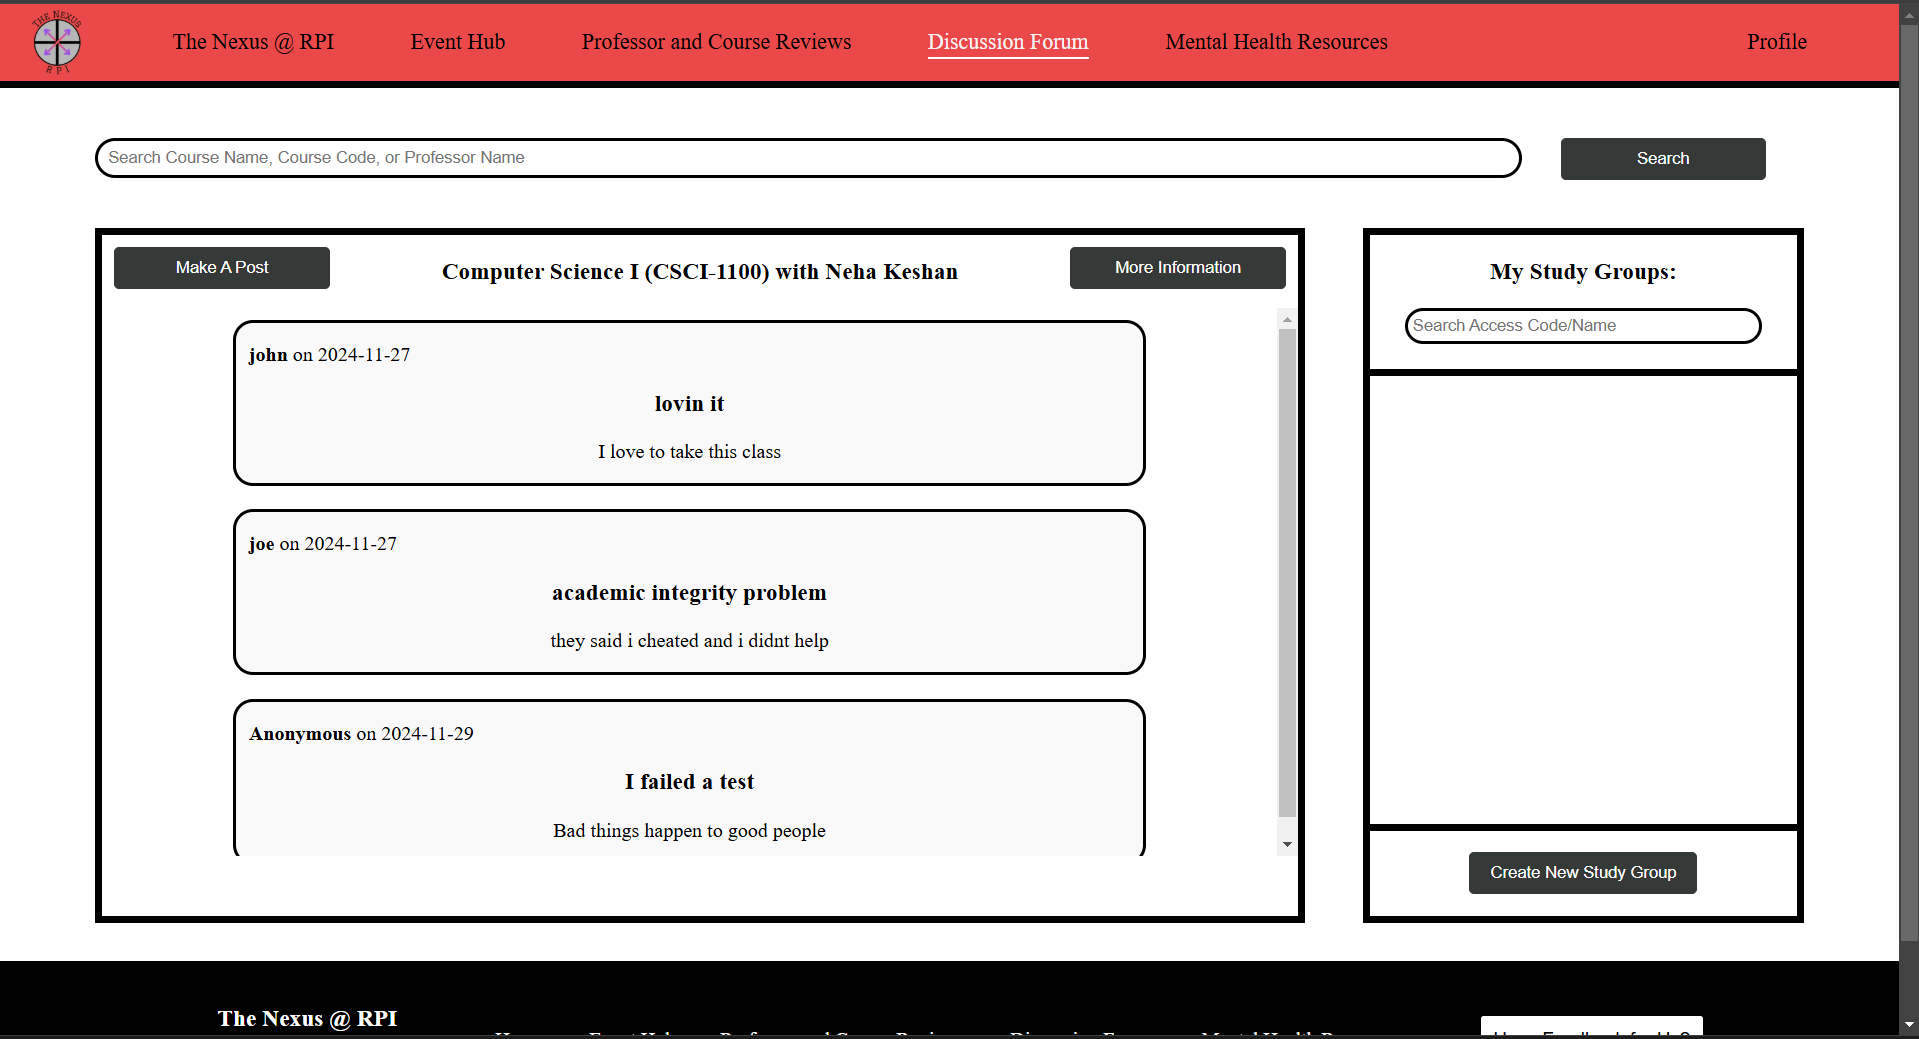 THE NEXUS
RPI
The Nexus @ RPI
Event Hub
Professor and Course Reviews
Discussion Forum
Mental Health Resources
Profile
Search Course Name, Course Code, or Professor Name
Search
Make A Post
Computer Science I (CSCI-1100) with Neha Keshan
More Information
john on 2024-11-27
lovin it
I love to take this class
joe on 2024-11-27
academic integrity problem
they said i cheated and i didnt help
Anonymous on 2024-11-29
I failed a test
Bad things happen to good people
My Study Groups:
Search Access Code/Name
Create New Study Group
The Nexus @ RPI